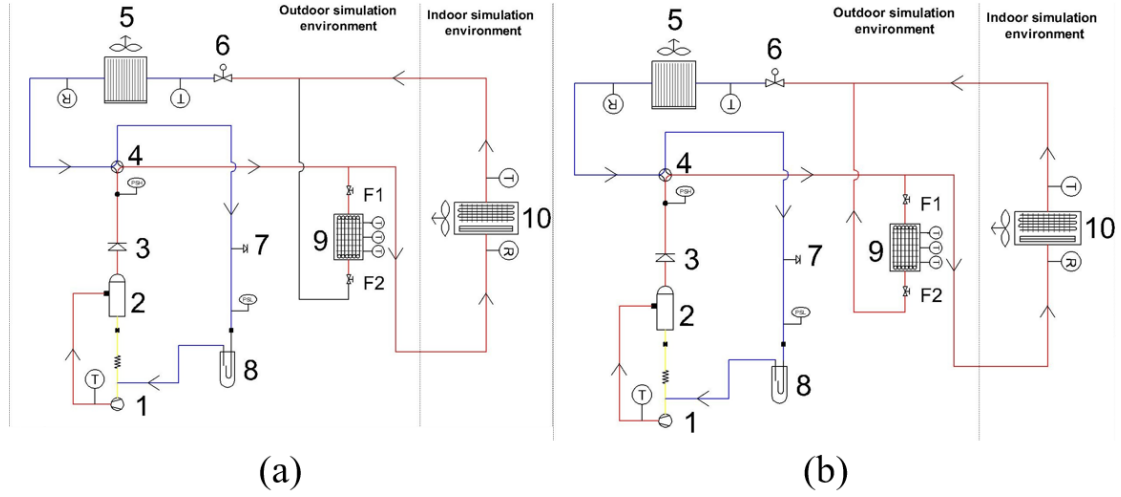 Outdoor simulation
environment
Indoor simulation
environment
5
6
R
T
4
PSH
F1
T
3
9
T
T
T
10
7
R
2
F2
PSL
8
T
1
(a)
Outdoor simulation
environment
Indoor simulation
environment
5
6
R
T
4
PSH
F1
T
3
9
T
T
T
10
7
R
2
F2
PSL
8
T
1
(b)